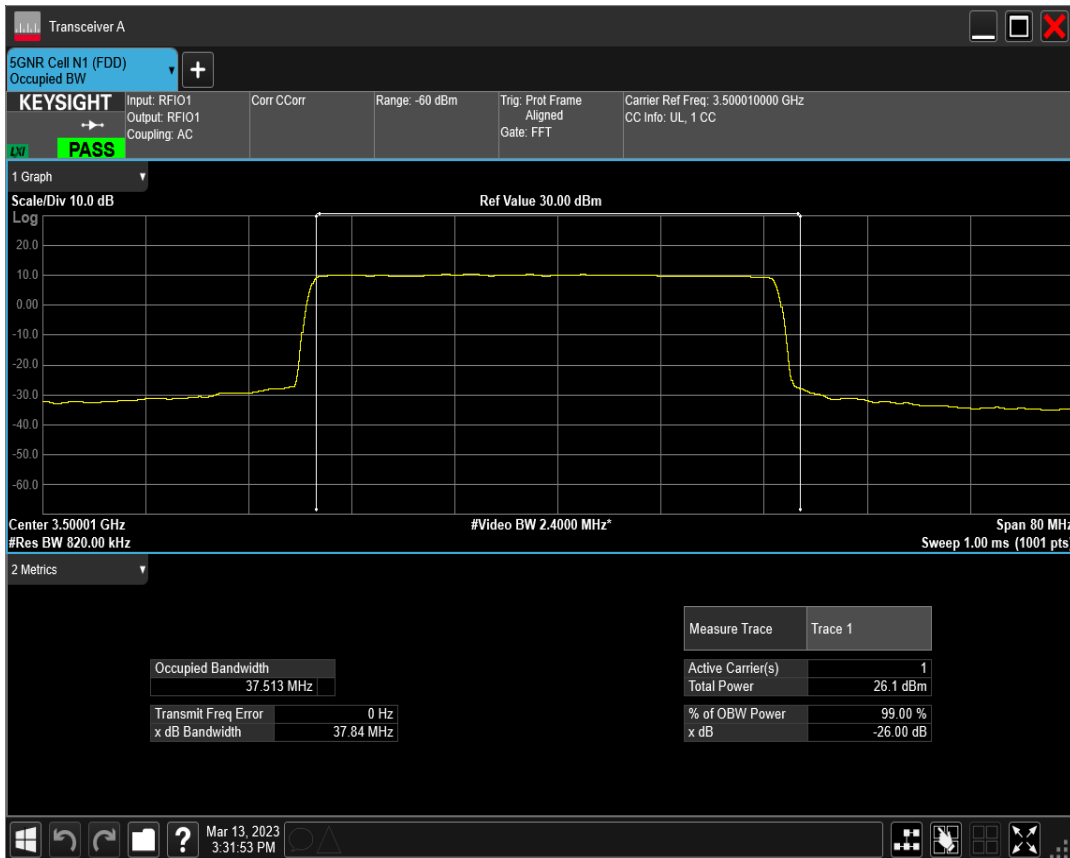 Transceiver A
5GNR Cell N1 (FDD)
Occupied BW
+
KEYSIGHT
LXI
PASS
Input: RFIO1
Output: RFIO1
Coupling: AC
Corr CCorr
Range: -60 dBm
Trig: Prot Frame
Aligned
Gate: FFT
Carrier Ref Freq: 3.500010000 GHz
CC Info: UL, 1 CC
1 Graph
Scale/Div 10.0 dB
Ref Value 30.00 dBm
Log
20.0
10.0
0.00
-10.0
-20.0
-30.0
-40.0
-50.0
-60.0
Center 3.50001 GHz
#Video BW 2.4000 MHz*
Span 80 MHz
#Res BW 820.00 kHz
Sweep 1.00 ms (1001 pts)
2 Metrics
Measure Trace Trace 1
Occupied Bandwidth
37.513 MHz
Transmit Freq Error 0 Hz
x dB Bandwidth 37.84 MHz
Active Carrier(s) 1
Total Power 26.1 dBm
% of OBW Power 99.00 %
x dB -26.00 dB
?
Mar 13, 2023
3:31:53 PM